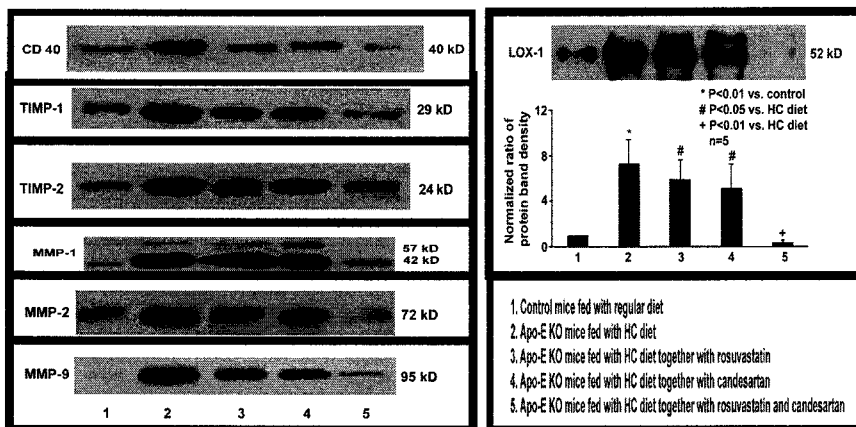 CD 40
40 kD
TIMP-1
29 kD
TIMP-2
24 kD
MMP-1
57 kD
42 kD
MMP-2
72 kD
MMP-9
95 kD
1 2 3 4 5
LOX-1
52 kD
* P<0.01 vs. control
# P<0.05 vs. HC diet
+ P<0.01 vs. HC diet
n=5
Normalized ratio of
protein band density
12
8
4
0
*
#
#
+
1 2 3 4 5
1. Control mice fed with regular diet
2. Apo-E KO mice fed with HC diet
3. Apo-E KO mice fed with HC diet together with rosuvastatin
4. Apo-E KO mice fed with HC diet together with candesartan
5. Apo-E KO mice fed with HC diet together with rosuvastatin and candesartan